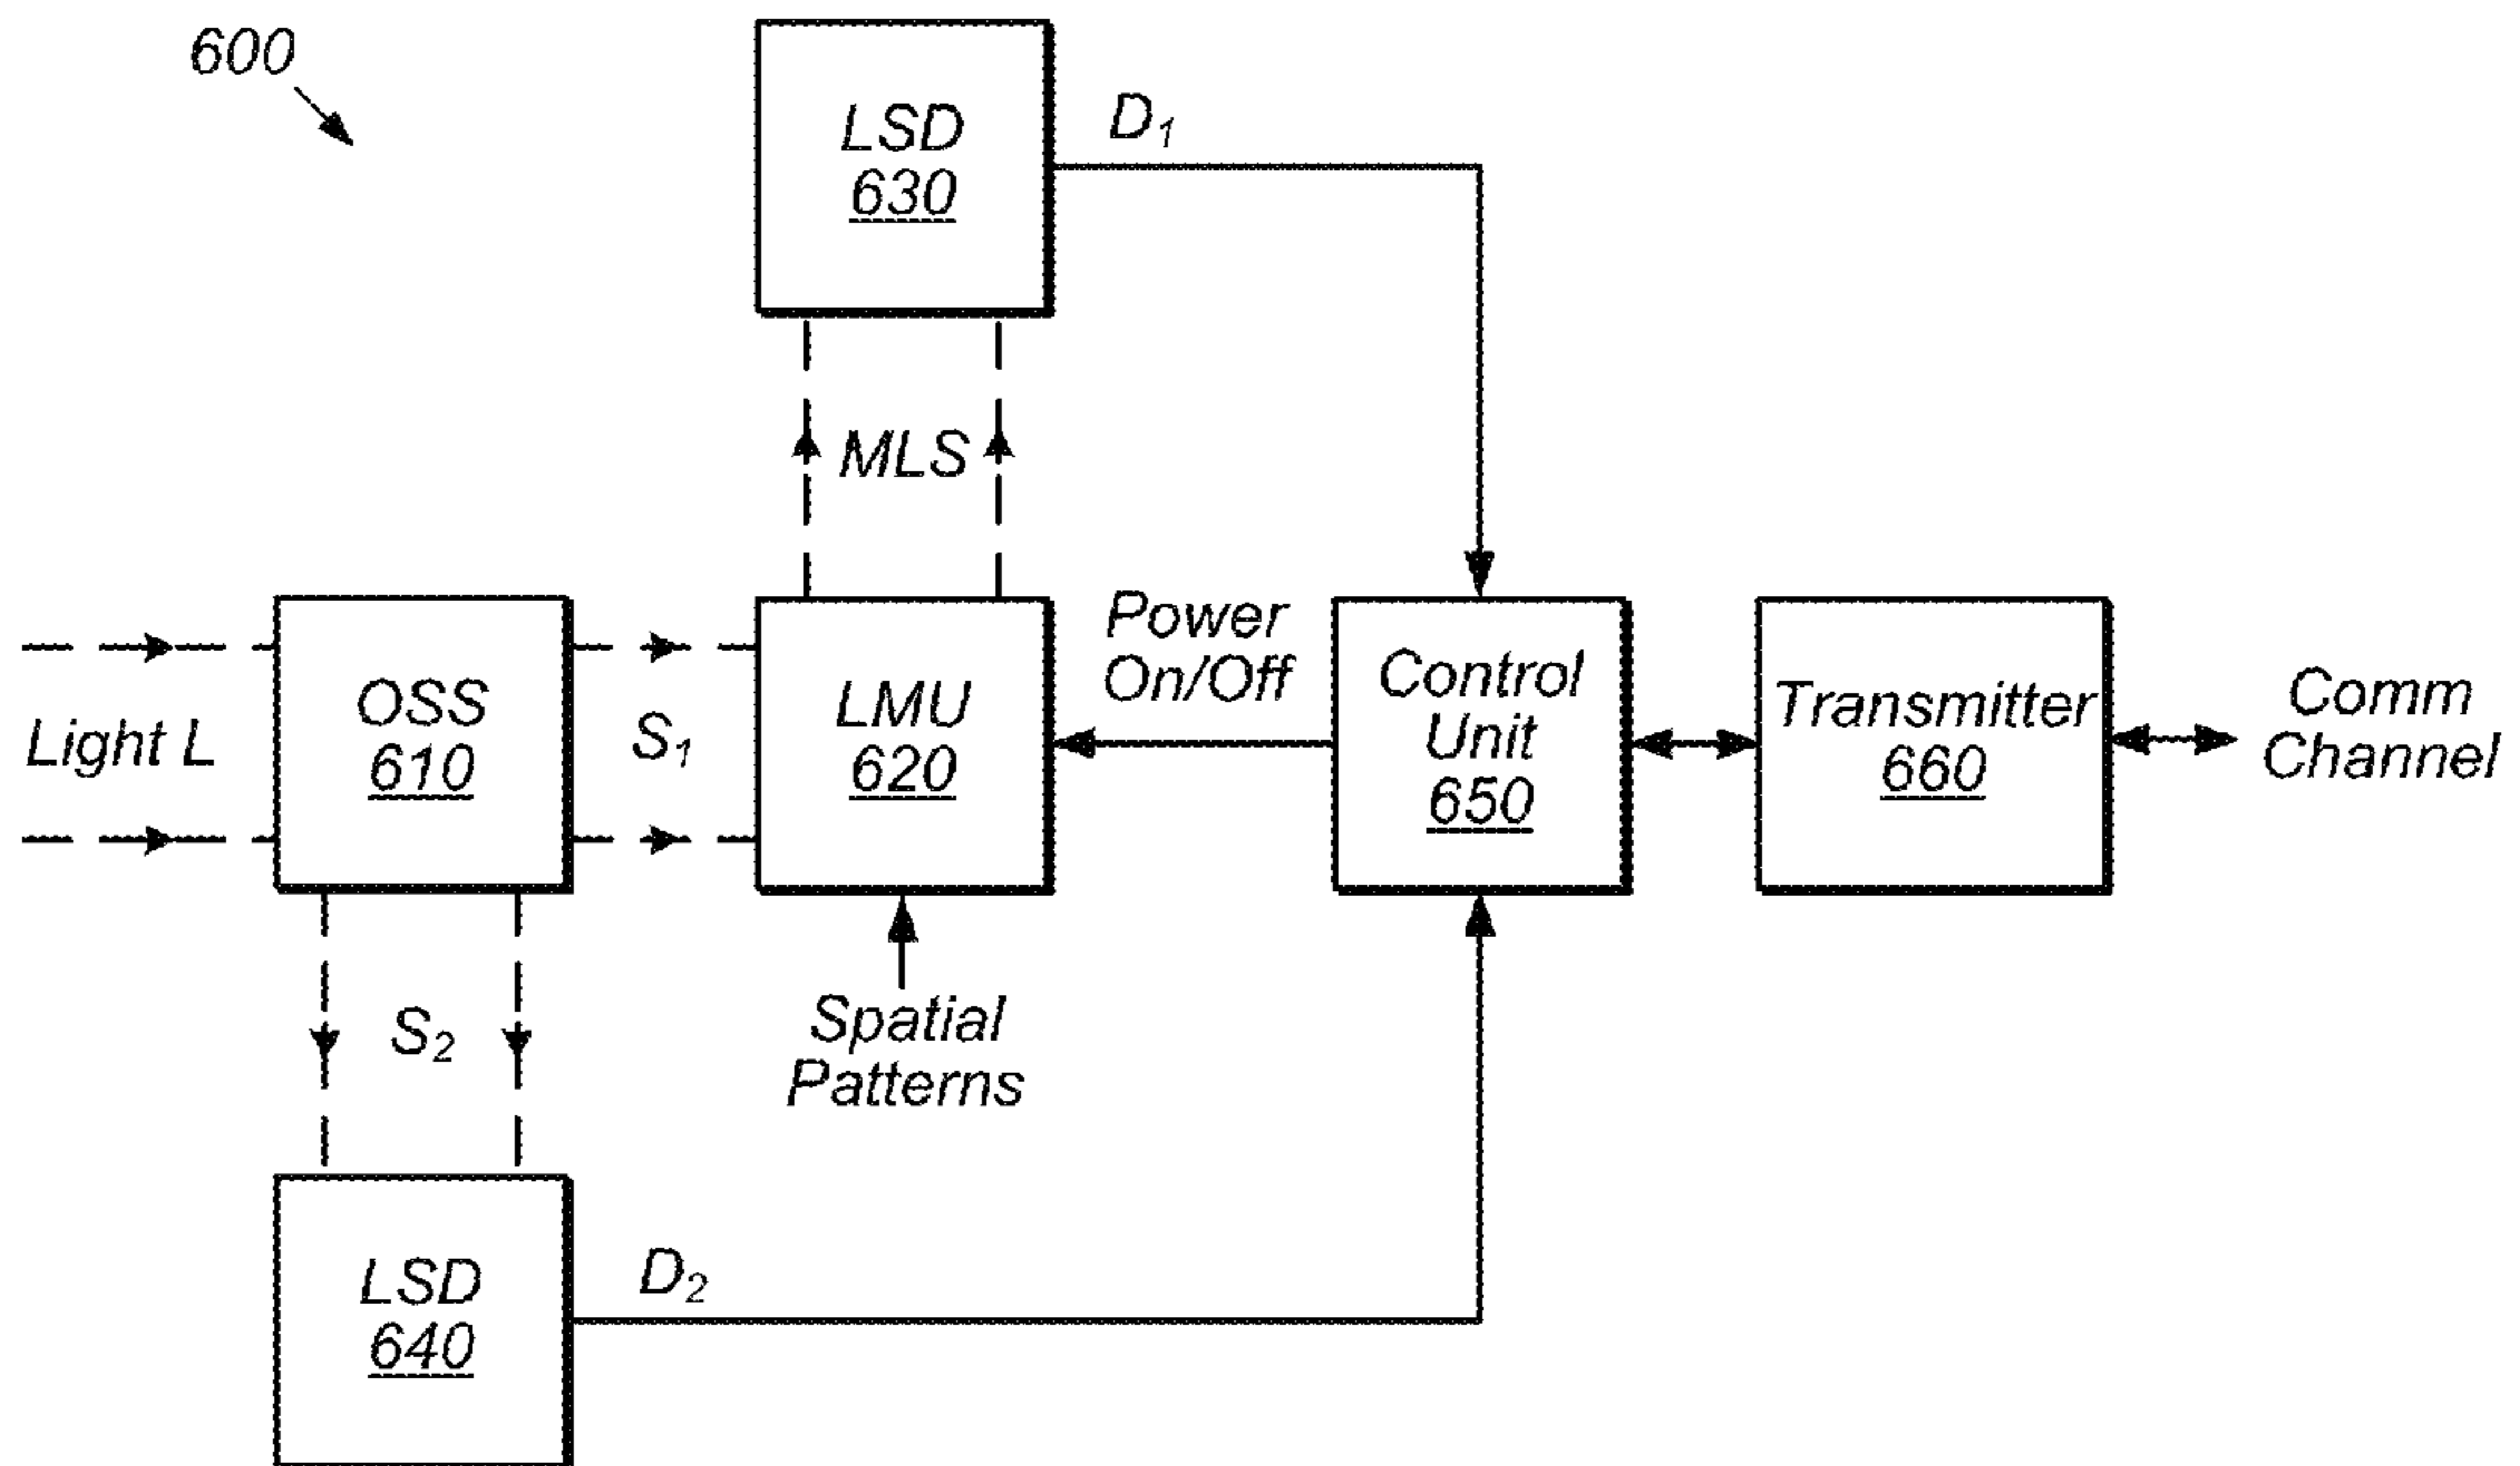 600
LSD
630
D₁
MLS
Light L
OSS
610
S₁
LMU
620
Power
On/Off
Control
Unit
650
Transmitter
660
Comm
Channel
S₂
Spatial
Patterns
LSD
640
D₂